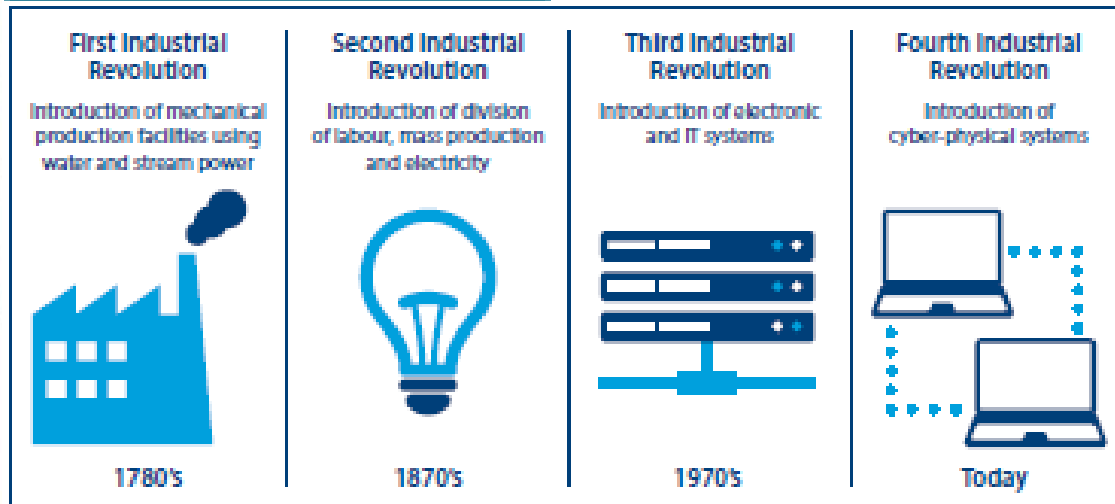 First Industrial
Revolution
Introduction of mechanical
production facilities using
water and stream power
1780's
Second Industrial
Revolution
Introduction of division
of labour, mass production
and electricity
1870's
Third Industrial
Revolution
Introduction of electronic
and IT systems
1970's
Fourth Industrial
Revolution
Introduction of
cyber-physical systems
Today